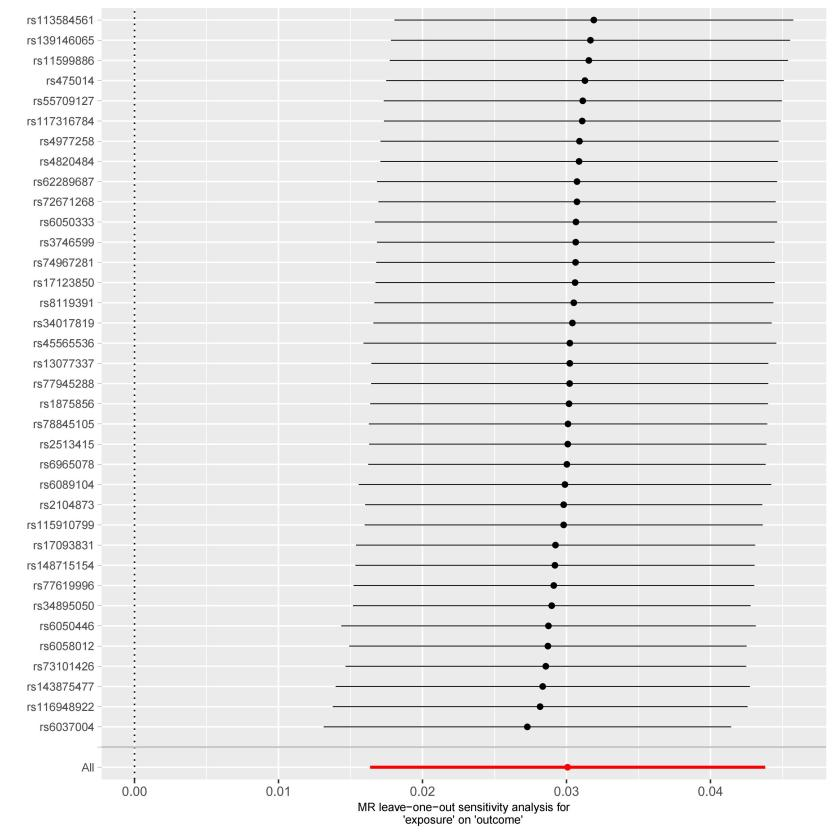 rs113584561
rs139146065
rs11599886
rs475014
rs55709127
rs117316784
rs4977258
rs4820484
rs62289687
rs72671268
rs6050333
rs3746599
rs74967281
rs17123850
rs8119391
rs34017819
rs45565536
rs13077337
rs77945288
rs1875856
rs78845105
rs2513415
rs6965078
rs6089104
rs2104873
rs115910799
rs17093831
rs148715154
rs77619996
rs34895050
rs6050446
rs6058012
rs73101426
rs143875477
rs116948922
rs6037004
All
0.00 0.01 0.02 0.03 0.04
MR leave−one−out sensitivity analysis for
'exposure' on 'outcome'